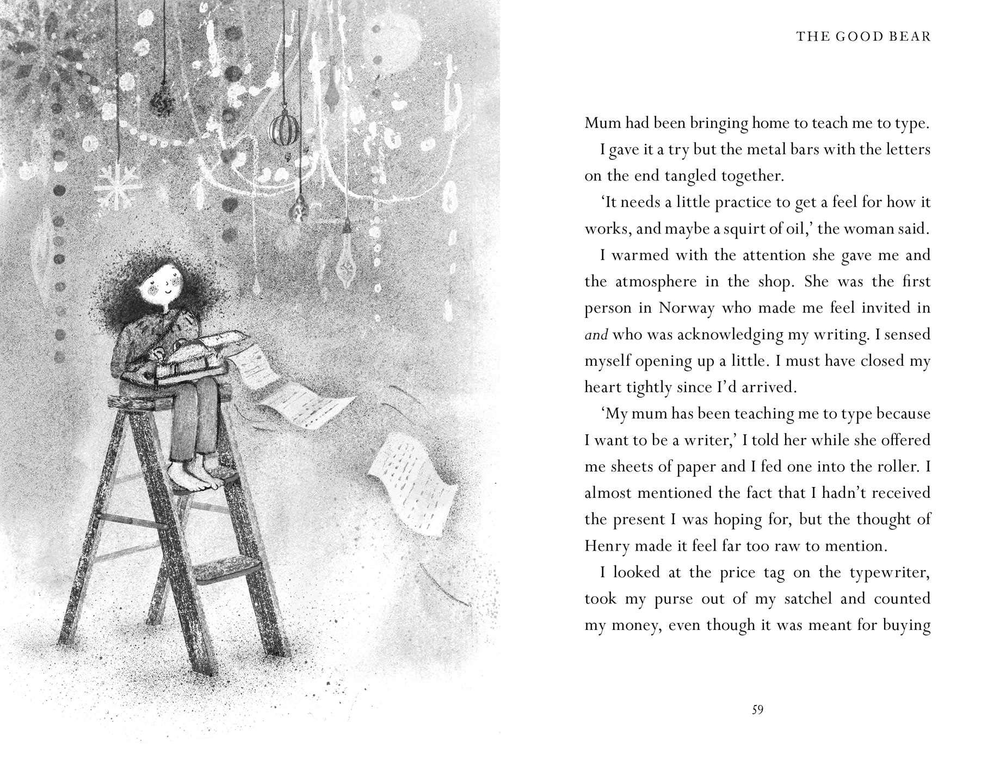 THE GOOD BEAR
Mum had been bringing home to teach me to type.
I gave it a try but the metal bars with the letters
on the end tangled together.
‘It needs a little practice to get a feel for how it
works, and maybe a squirt of oil,’ the woman said.
I warmed with the attention she gave me and
the atmosphere in the shop. She was the first
person in Norway who made me feel invited in
and who was acknowledging my writing. I sensed
myself opening up a little. I must have closed my
heart tightly since I’d arrived.
‘My mum has been teaching me to type because
I want to be a writer,’ I told her while she offered
me sheets of paper and I fed one into the roller. I
almost mentioned the fact that I hadn’t received
the present I was hoping for, but the thought of
Henry made it feel far too raw to mention.
I looked at the price tag on the typewriter,
took my purse out of my satchel and counted
my money, even though it was meant for buying
59